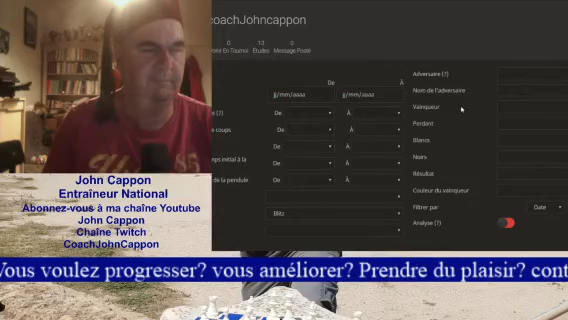 coachJohncappon
0
13
0
Etudes
Message Posté
De
À
jj/mm/aaaa
jj/mm/aaaa
De
À
De
À
De
À
De
À
Blitz
Adversaire (?)
Nom de l'adversaire
Vainqueur
Perdant
Blancs
Noirs
Résultat
Couleur du vainqueur
Filtrer par
Date
Analyse (?)
John Cappon
Entraîneur National
Abonnez-vous à ma chaîne Youtube
John Cappon
Chaîne Twitch
CoachJohnCappon
Vous voulez progresser? vous améliorer? Prendre du plaisir? cont